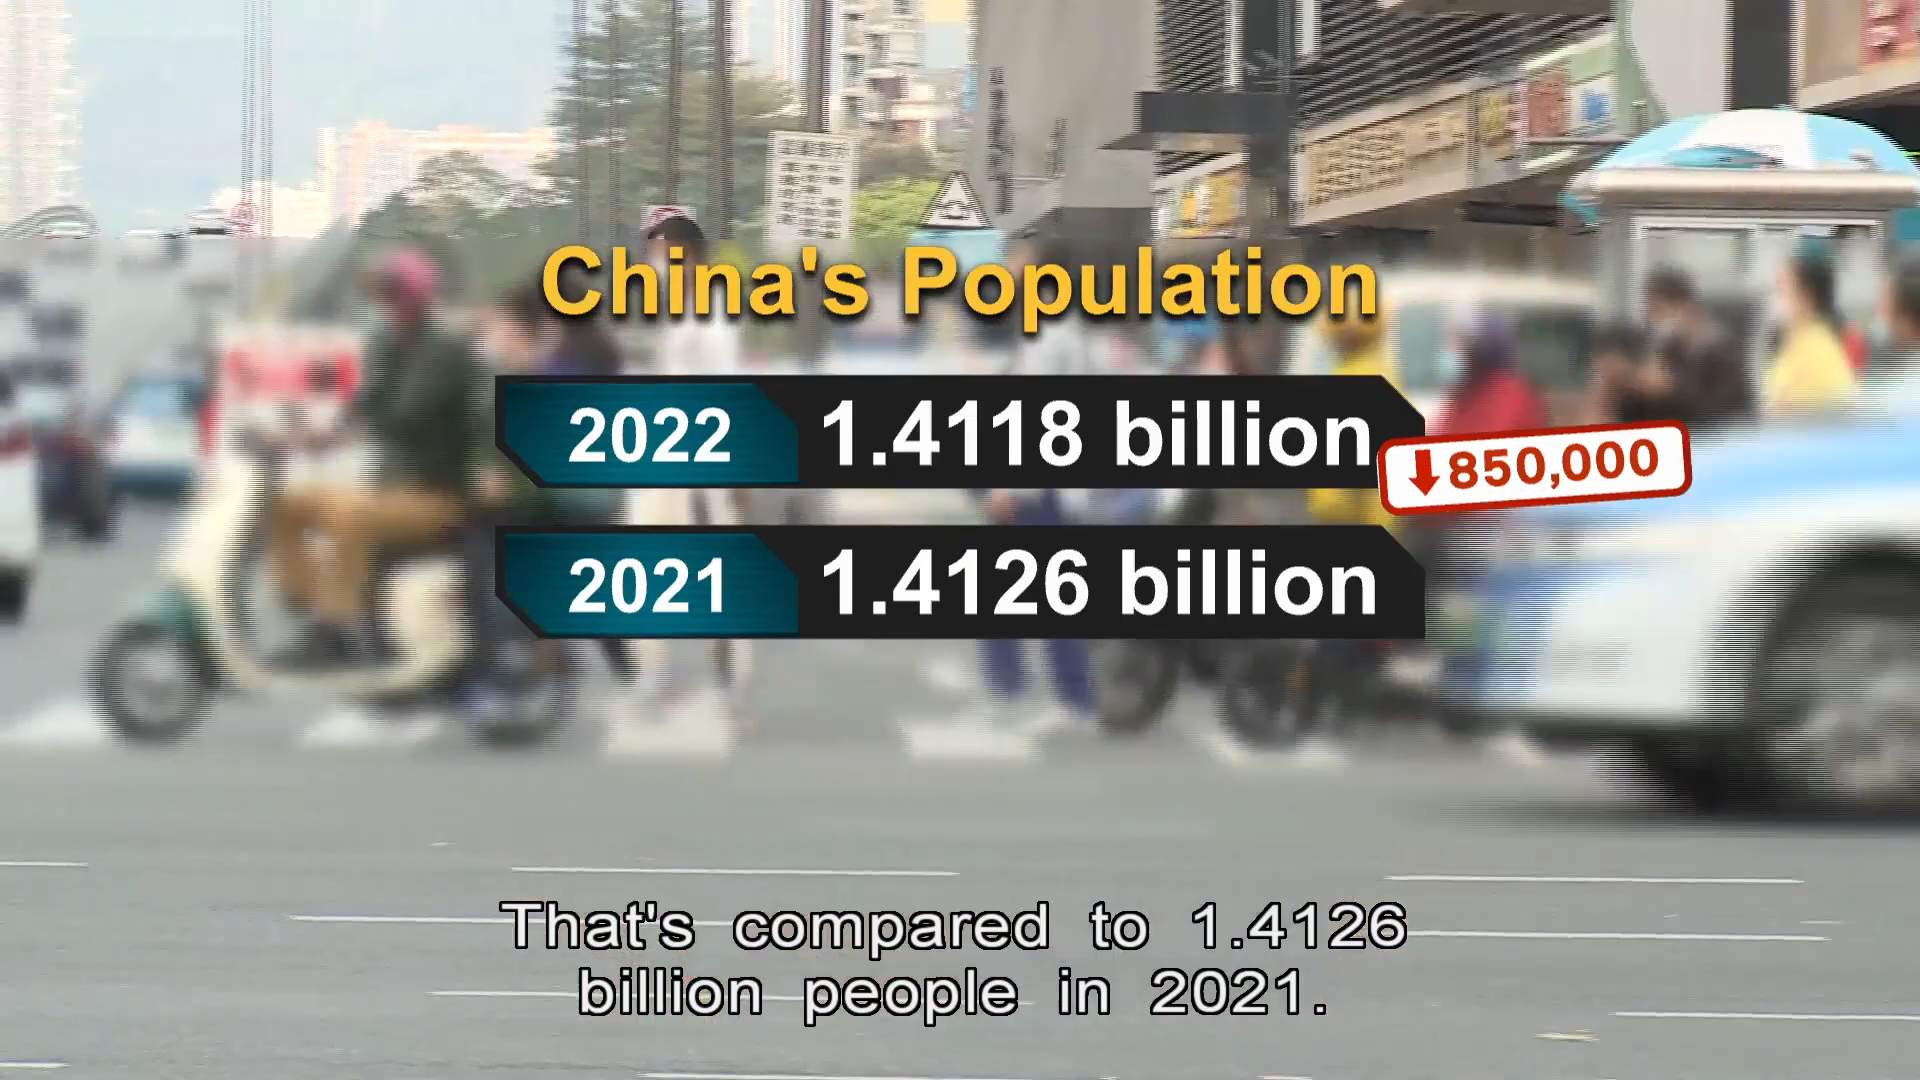 China's Population
2022 1.4118 billion
↓850,000
2021 1.4126 billion
That's compared to 1.4126
billion people in 2021.